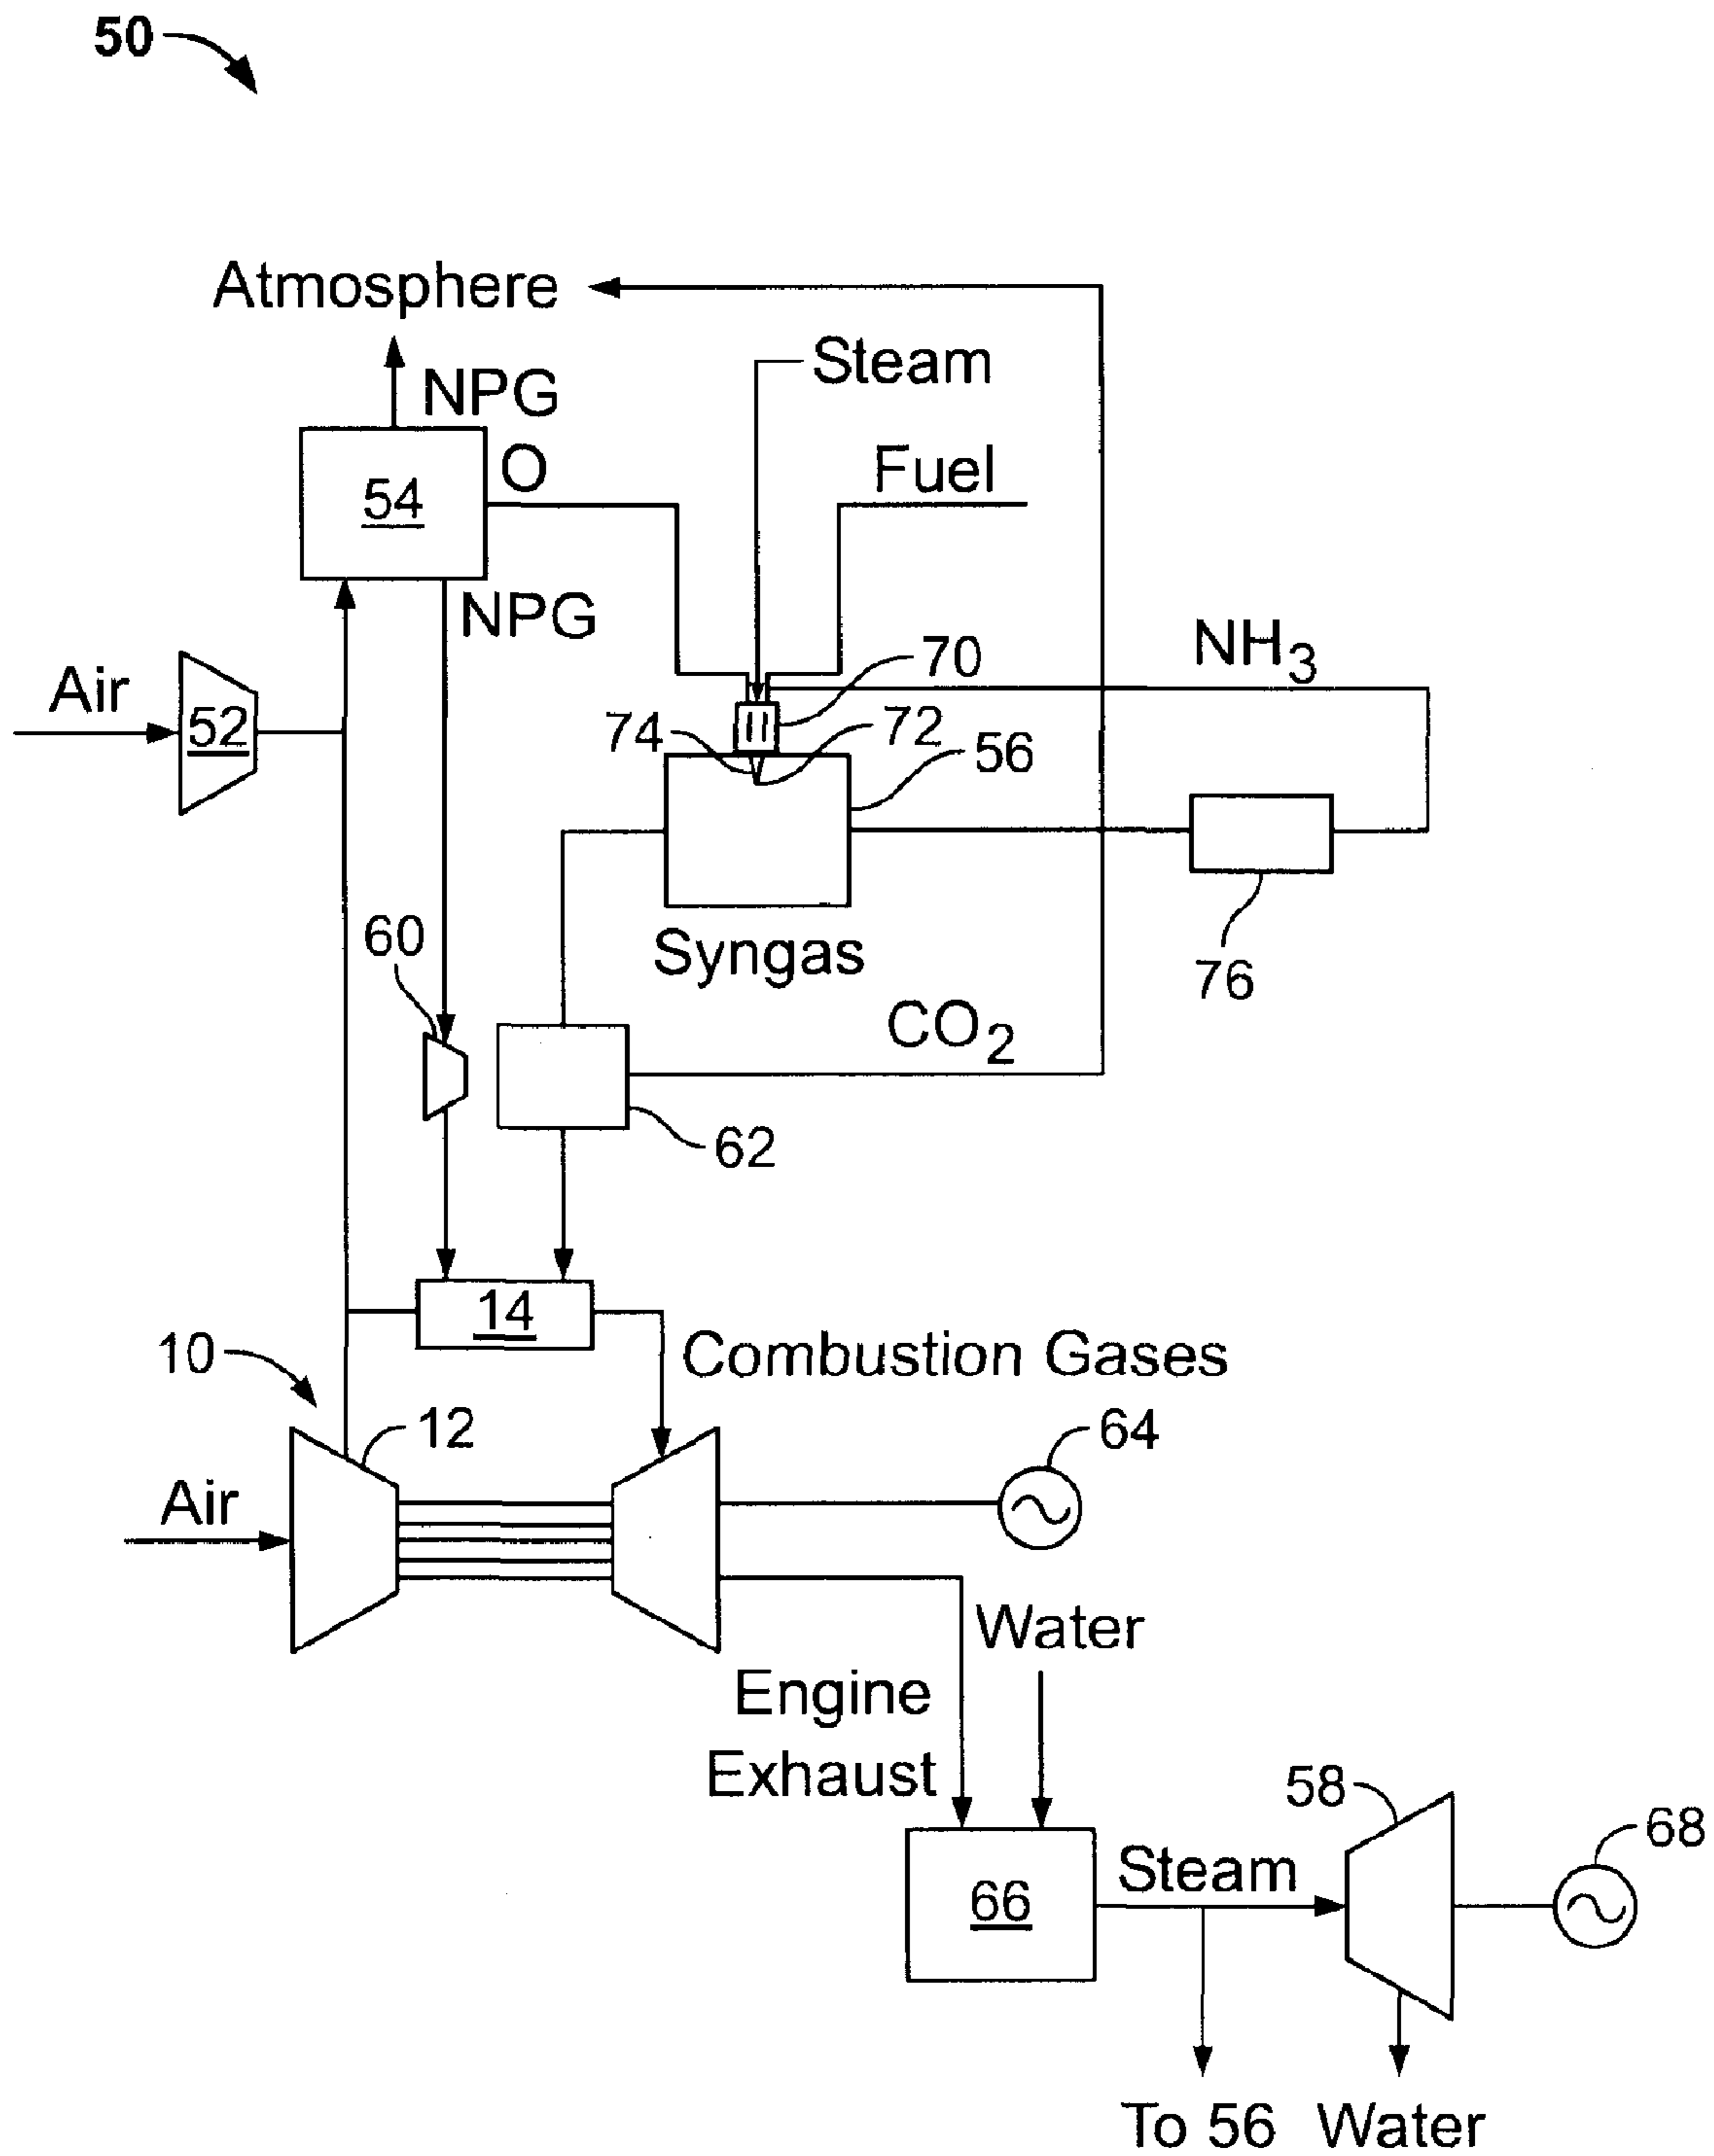 50
Atmosphere
Steam
NPG
O
Fuel
54
NPG
NH3
70
Air
52
74
72
56
60
Syngas
76
CO2
62
14
10
Combustion Gases
12
64
Air
Water
Engine
Exhaust
58
68
Steam
66
To 56
Water